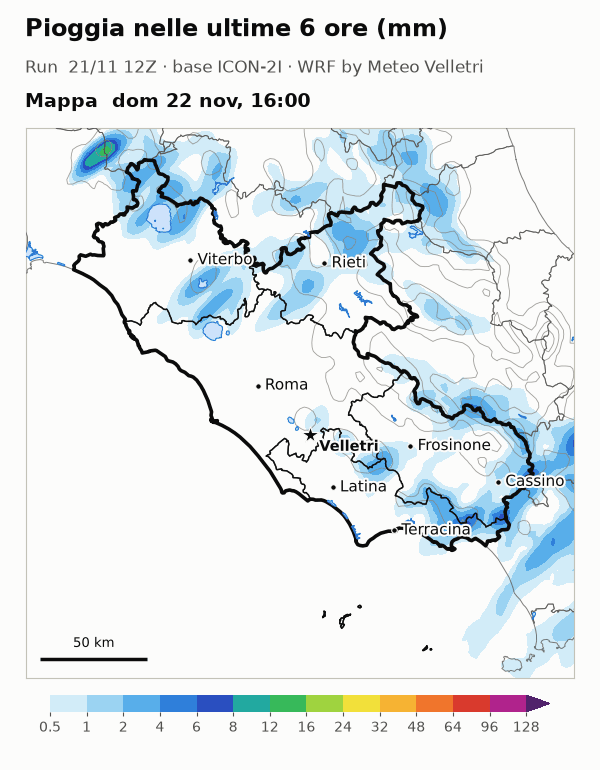 Pioggia nelle ultime 6 ore (mm)
Run 21/11 12Z · base ICON-2I · WRF by Meteo Velletri
Mappa dom 22 nov, 16:00
Viterbo
Rieti
Roma
Velletri
Frosinone
Latina
Cassino
Terracina
50 km
0.5 1 2 4 6 8 12 16 24 32 48 64 96 128